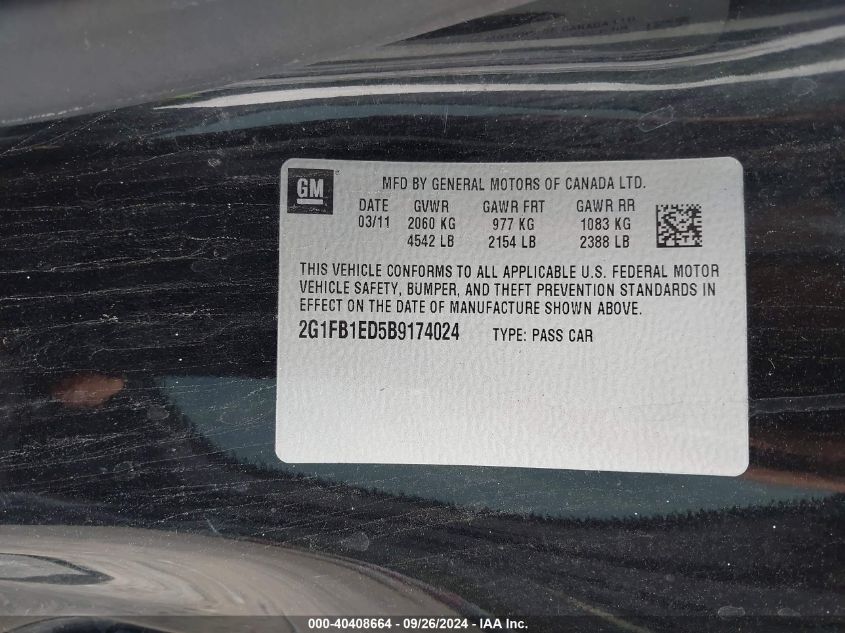 GM
MFD BY GENERAL MOTORS OF CANADA LTD.
DATE GVWR GAWR FRT GAWR RR
03/11 2060 KG 977 KG 1083 KG
4542 LB 2154 LB 2388 LB
THIS VEHICLE CONFORMS TO ALL APPLICABLE U.S. FEDERAL MOTOR
VEHICLE SAFETY, BUMPER, AND THEFT PREVENTION STANDARDS IN
EFFECT ON THE DATE OF MANUFACTURE SHOWN ABOVE.
2G1FB1ED5B9174024 TYPE: PASS CAR
000-40408664 - 09/26/2024 - IAA Inc.